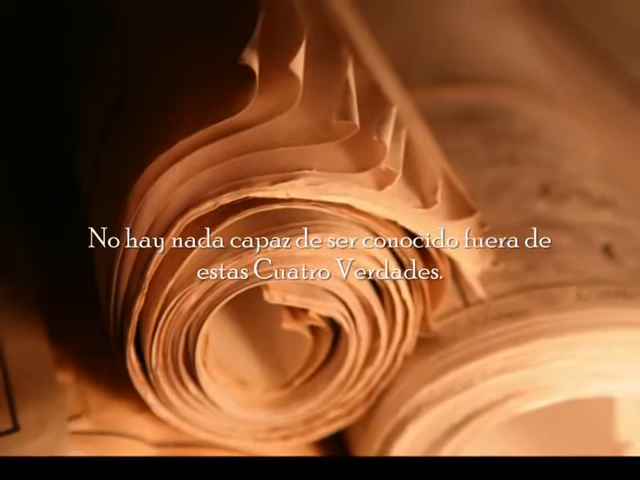 No hay nada capaz de ser conocido fuera de
estas Cuatro Verdades.